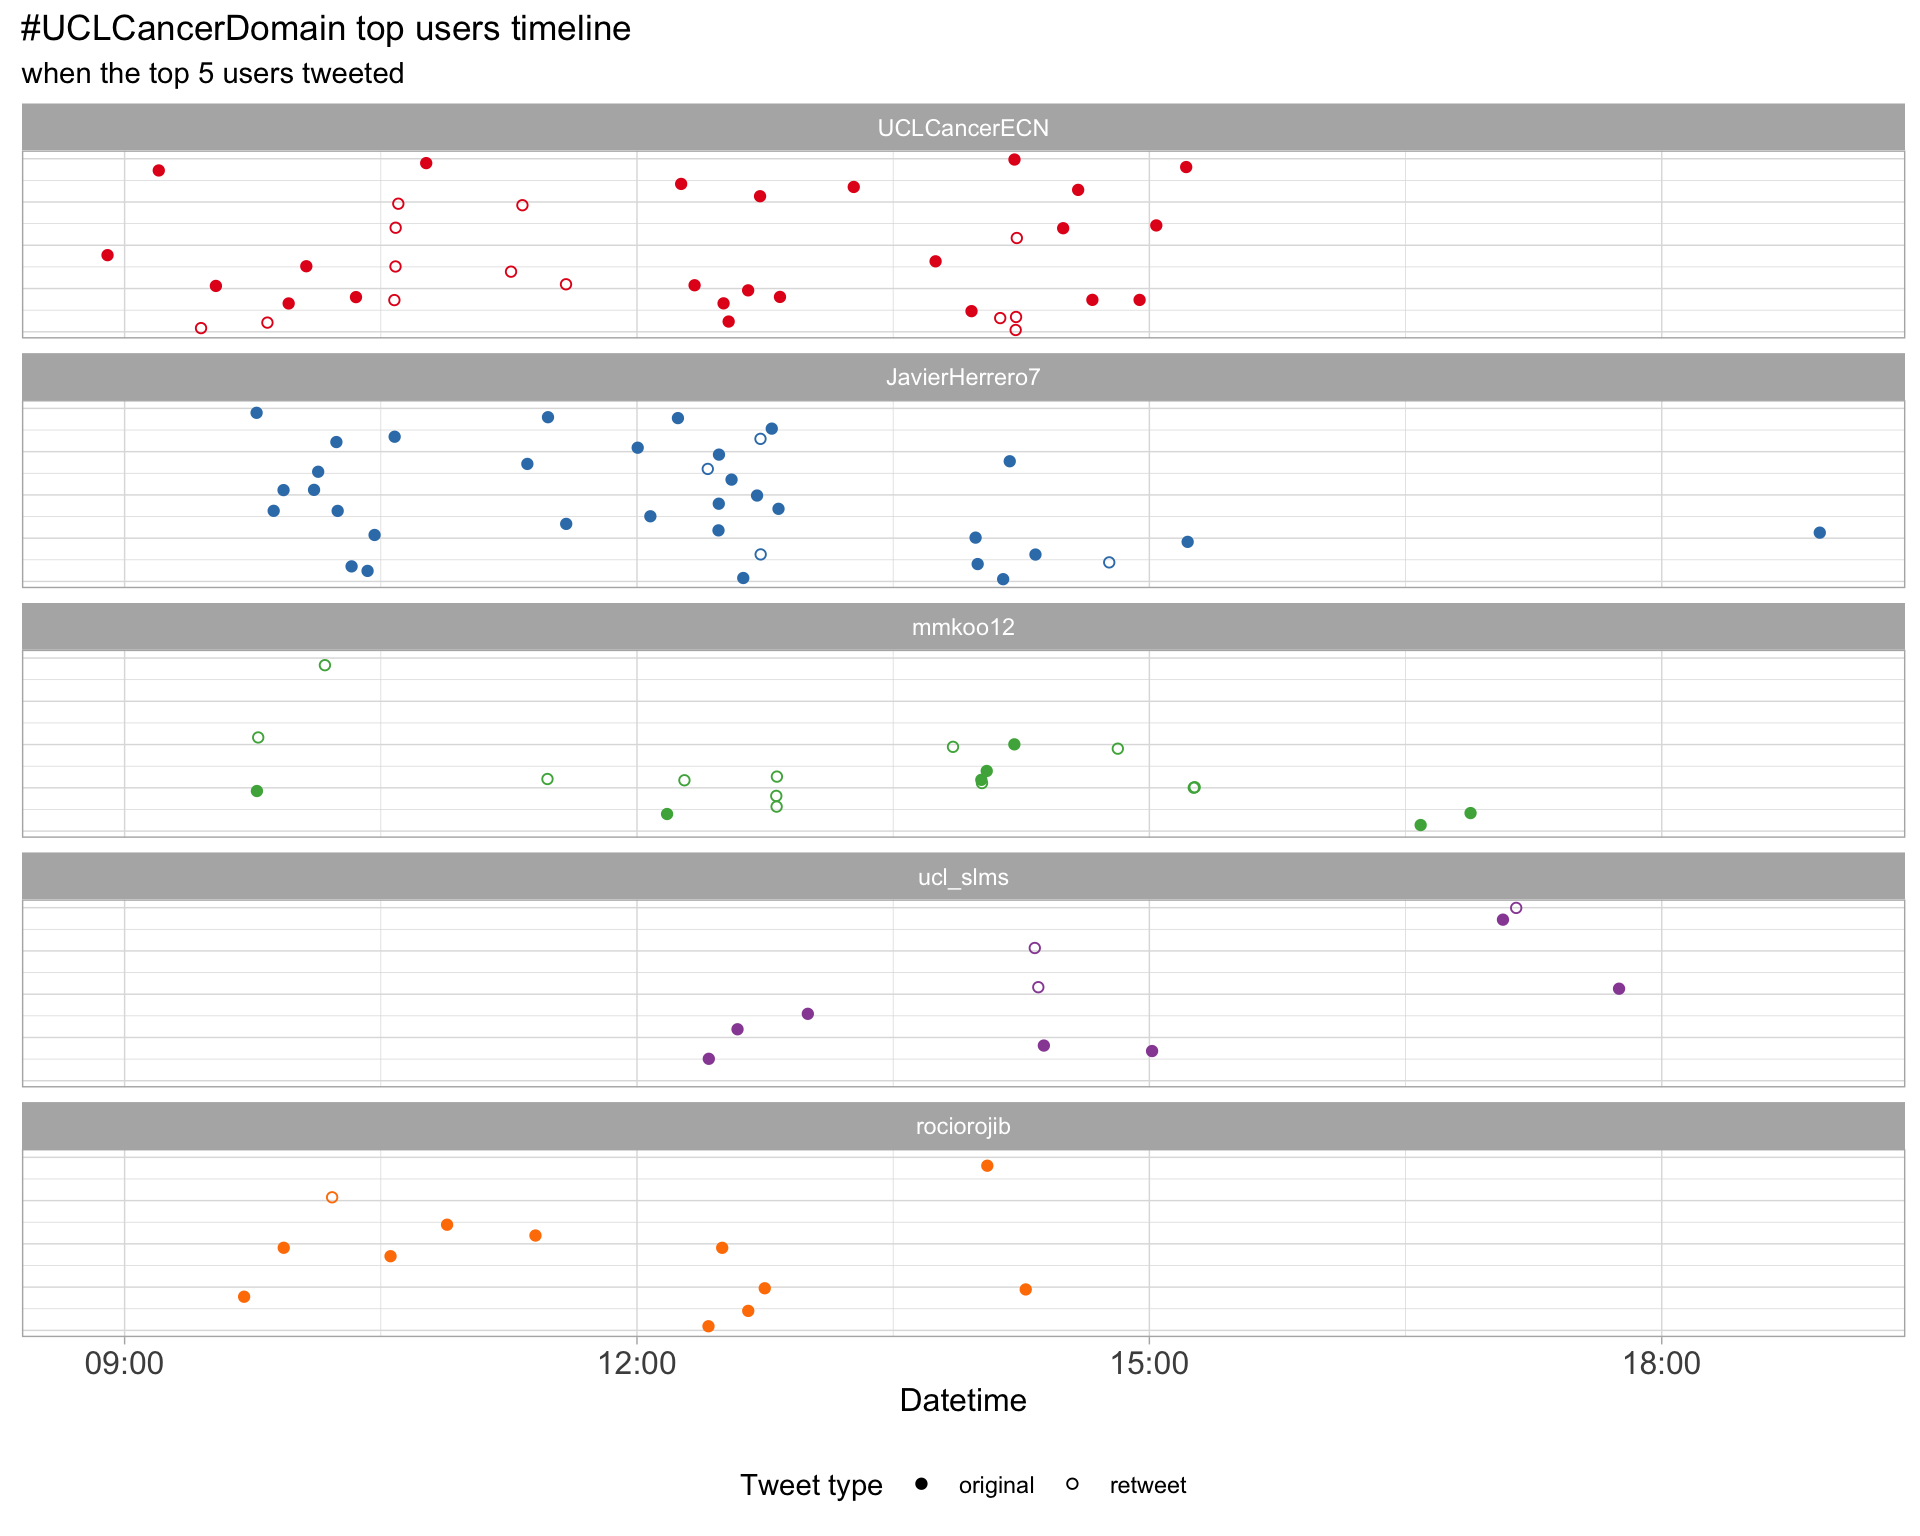 #UCLCancerDomain top users timeline
when the top 5 users tweeted
UCLCancerECN
JavierHerrero7
mmkoo12
ucl_slms
rociorojib
09:00 12:00 15:00 18:00
Datetime
Tweet type original retweet